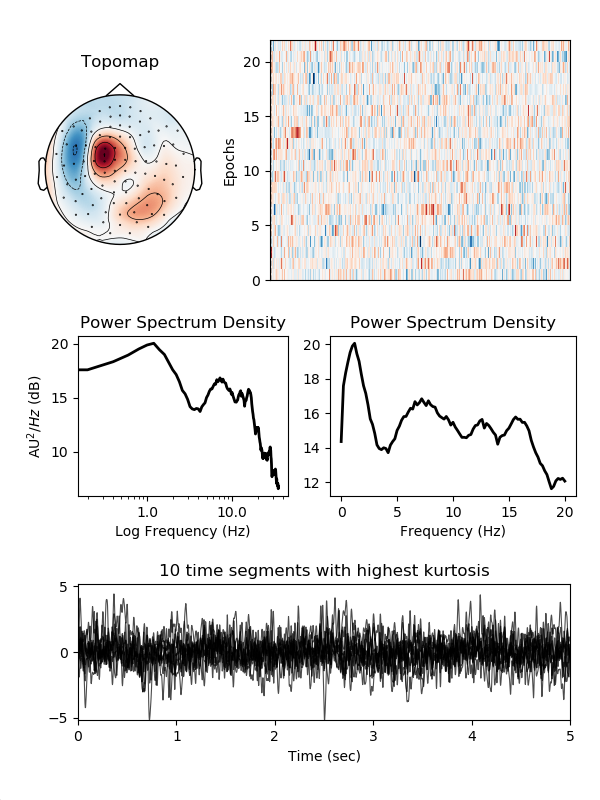 Topomap
Epochs
20
15
10
5
0
Power Spectrum Density
AU²/Hz (dB)
20
15
10
1.0 10.0
Log Frequency (Hz)
Power Spectrum Density
20
18
16
14
12
0 5 10 15 20
Frequency (Hz)
10 time segments with highest kurtosis
5
0
−5
0 1 2 3 4 5
Time (sec)